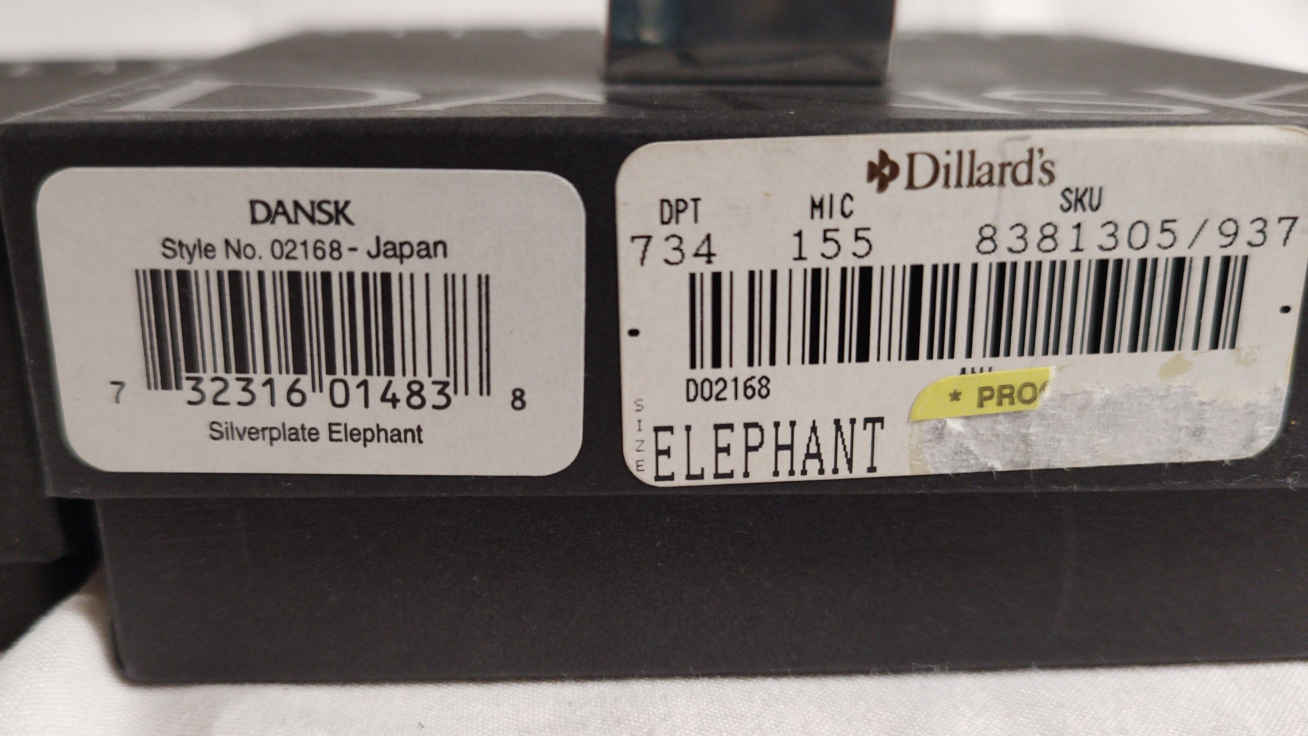 DANSK
DANSK
Style No. 02168 - Japan
7 32316 01483 8
Silverplate Elephant
Dillard's
DPT MIC SKU
734 155 8381305/937
D02168
* PRO
SIZE
ELEPHANT